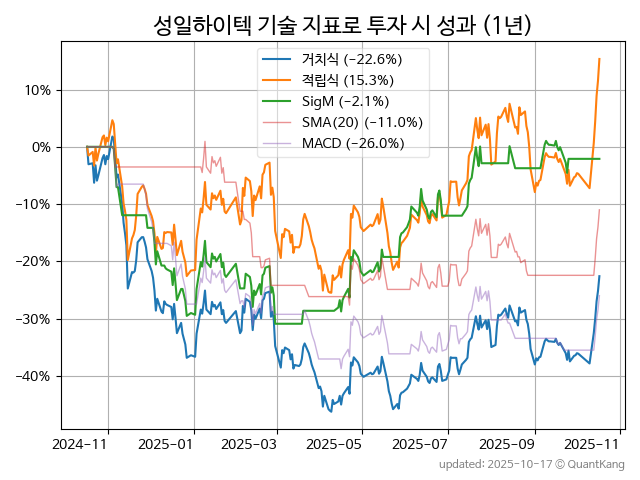 성일하이텍 기술 지표로 투자 시 성과 (1년)
거치식 (−22.6%)
적립식 (15.3%)
SigM (−2.1%)
SMA(20) (−11.0%)
MACD (−26.0%)
10%
0%
−10%
−20%
−30%
−40%
2024-11 2025-01 2025-03 2025-05 2025-07 2025-09 2025-11
updated: 2025-10-17 © QuantKang